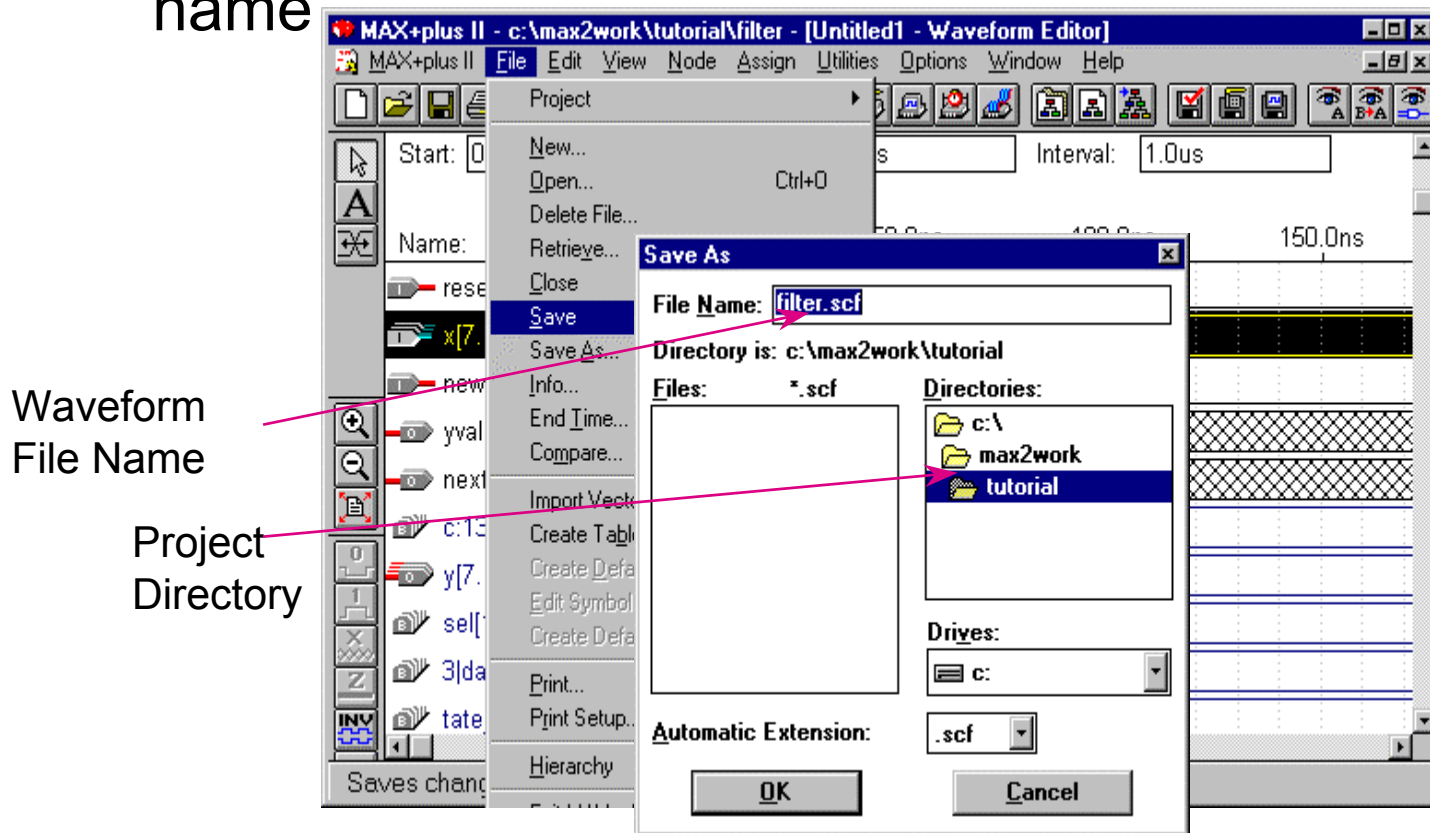 name
MAX+plus II - c:\max2work\tutorial\filter - [Untitled1 - Waveform Editor]
MAX+plus II File Edit View Node Assign Utilities Options Window Help
Project
Start: 0 s Interval: 1.0us
New...
Open... Ctrl+O
Delete File...
Retrieve...
Close
Save
Save As...
Info...
End Time...
Compare...
Import Vecto
Create Tabl
Create Defa
Edit Symbol
Create Defa
Print...
Print Setup..
Hierarchy
Name: 150.0ns
rese
x[7.
new
yval
next
c:13
y[7.
sel[1
3|da
tate
Saves chang
A
0
1
X
Z
INV
A
B→A
Save As
File Name: filter.scf
Directory is: c:\max2work\tutorial
Files: *.scf
Directories:
c:\
max2work
tutorial
Drives:
c:
Automatic Extension: .scf
OK Cancel
Waveform
File Name
Project
Directory